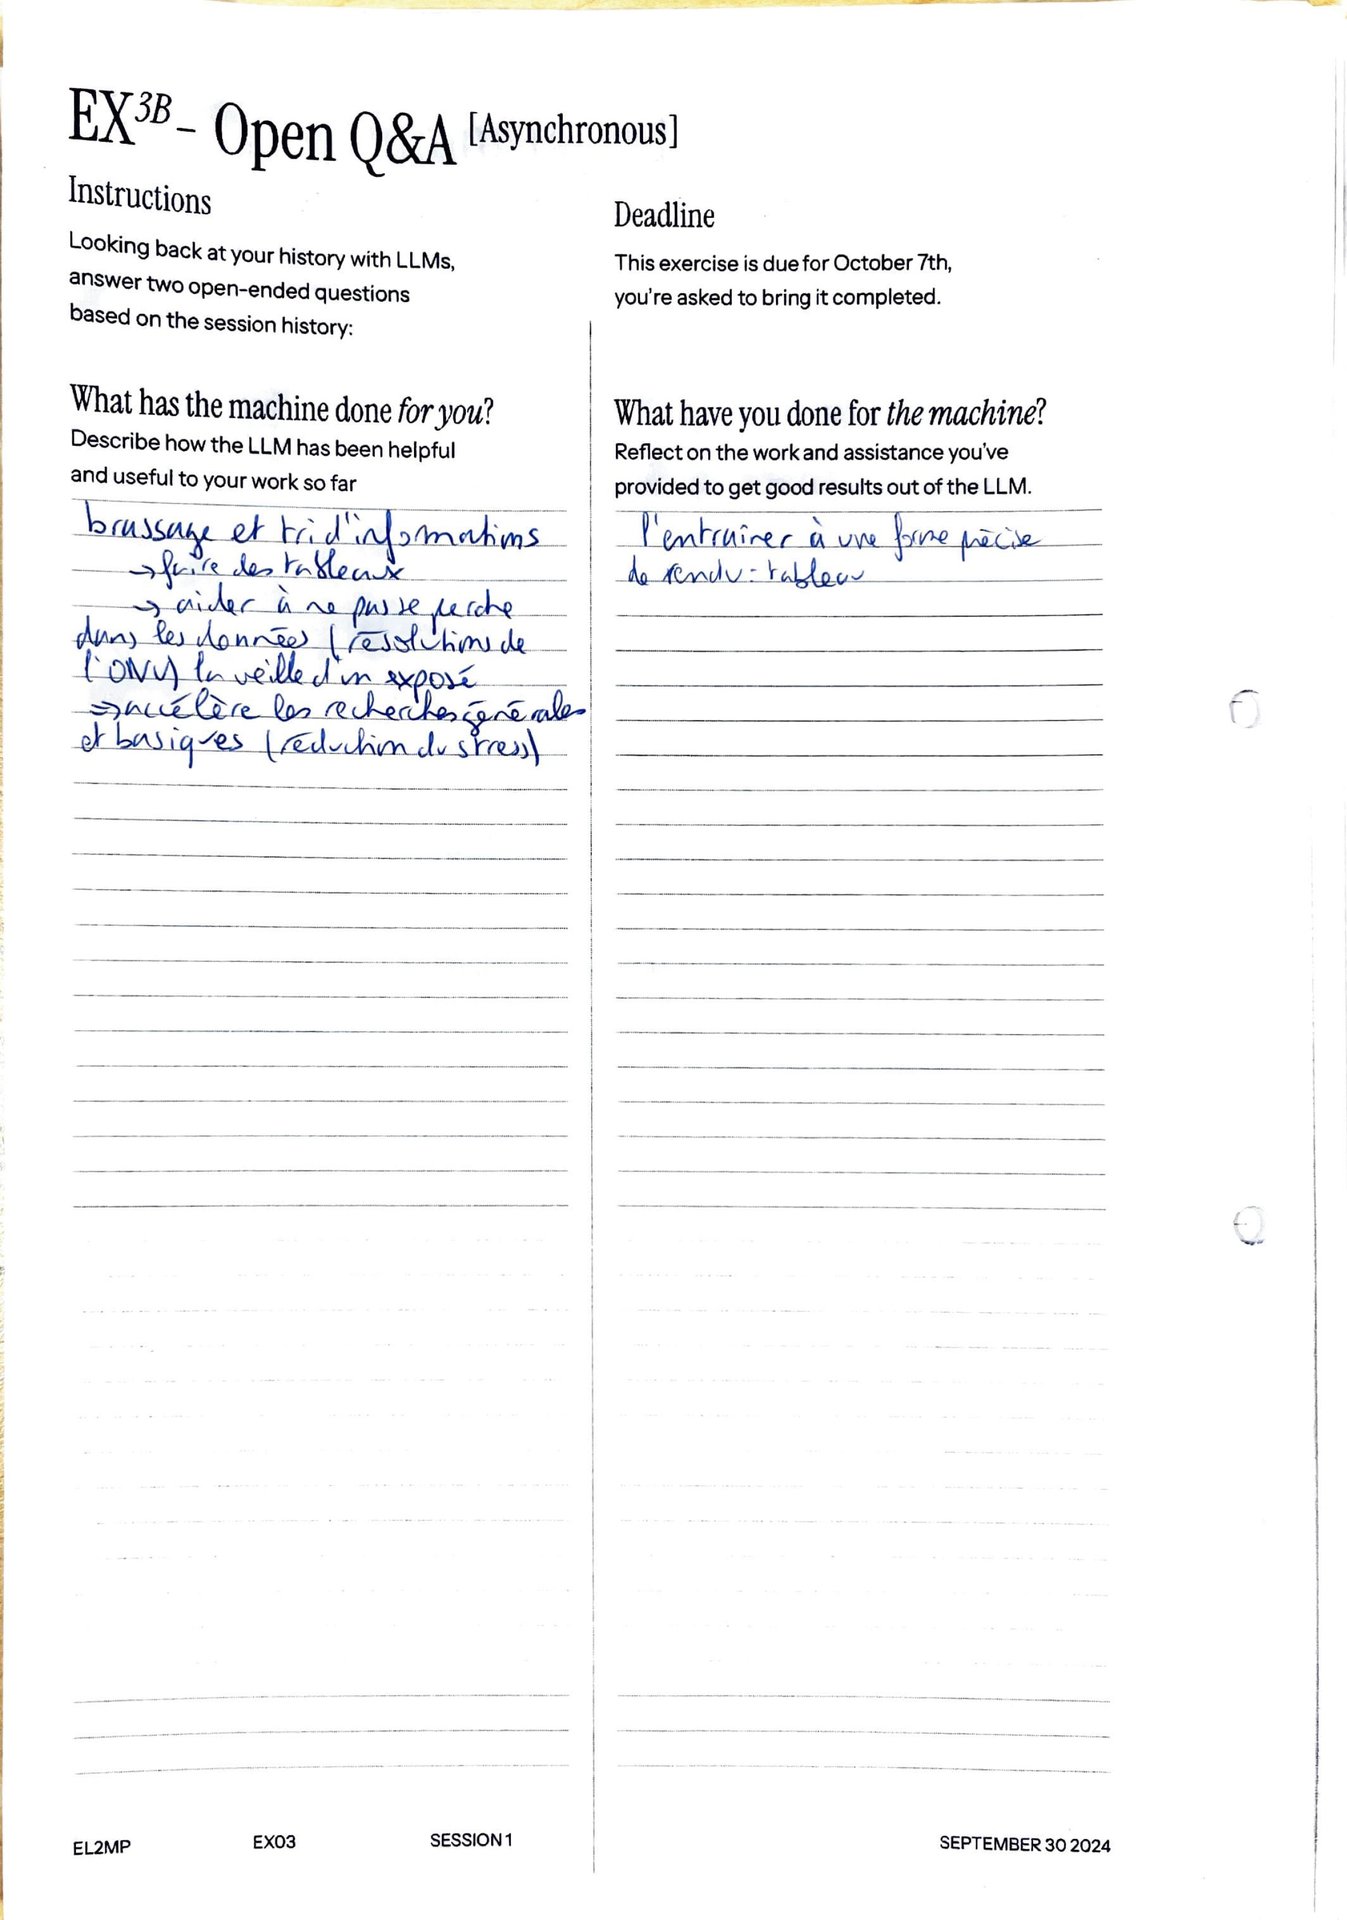 EX3B – Open Q&A [Asynchronous]
Instructions
Looking back at your history with LLMs,
answer two open-ended questions
based on the session history:
Deadline
This exercise is due for October 7th,
you're asked to bring it completed.
What has the machine done for you?
Describe how the LLM has been helpful
and useful to your work so far
brassage et tri d'informations
→ faire des tableaux
→ aider à ne pas se perdre
dans les données (résolutions de
l'ONU) la veille d'un exposé
⇒ accélère les recherches générales
et basiques (réduction du stress)
What have you done for the machine?
Reflect on the work and assistance you've
provided to get good results out of the LLM.
l'entraîner à une forme précise
de rendu : tableau
EL2MP
EX03
SESSION 1
SEPTEMBER 30 2024